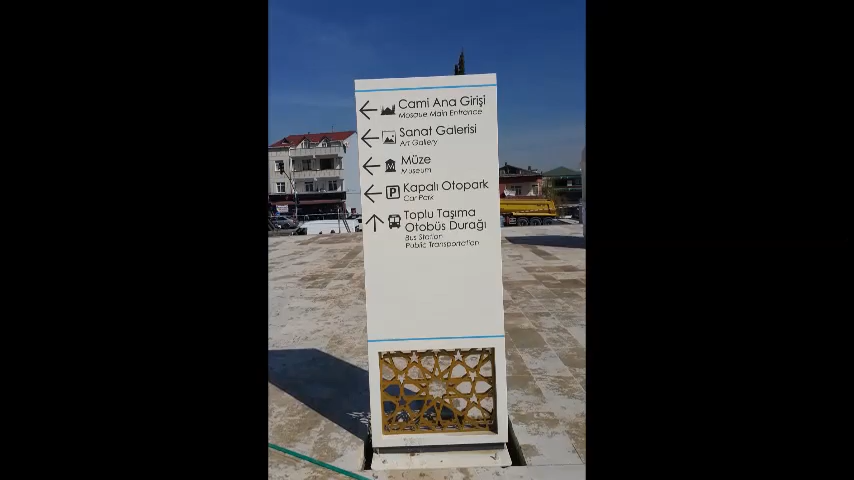 Cami Ana Girişi
Mosque Main Entrance
Sanat Galerisi
Art Gallery
Müze
Museum
P
Kapalı Otopark
Car Park
Toplu Taşıma
Otobüs Durağı
Bus Station
Public Transportation